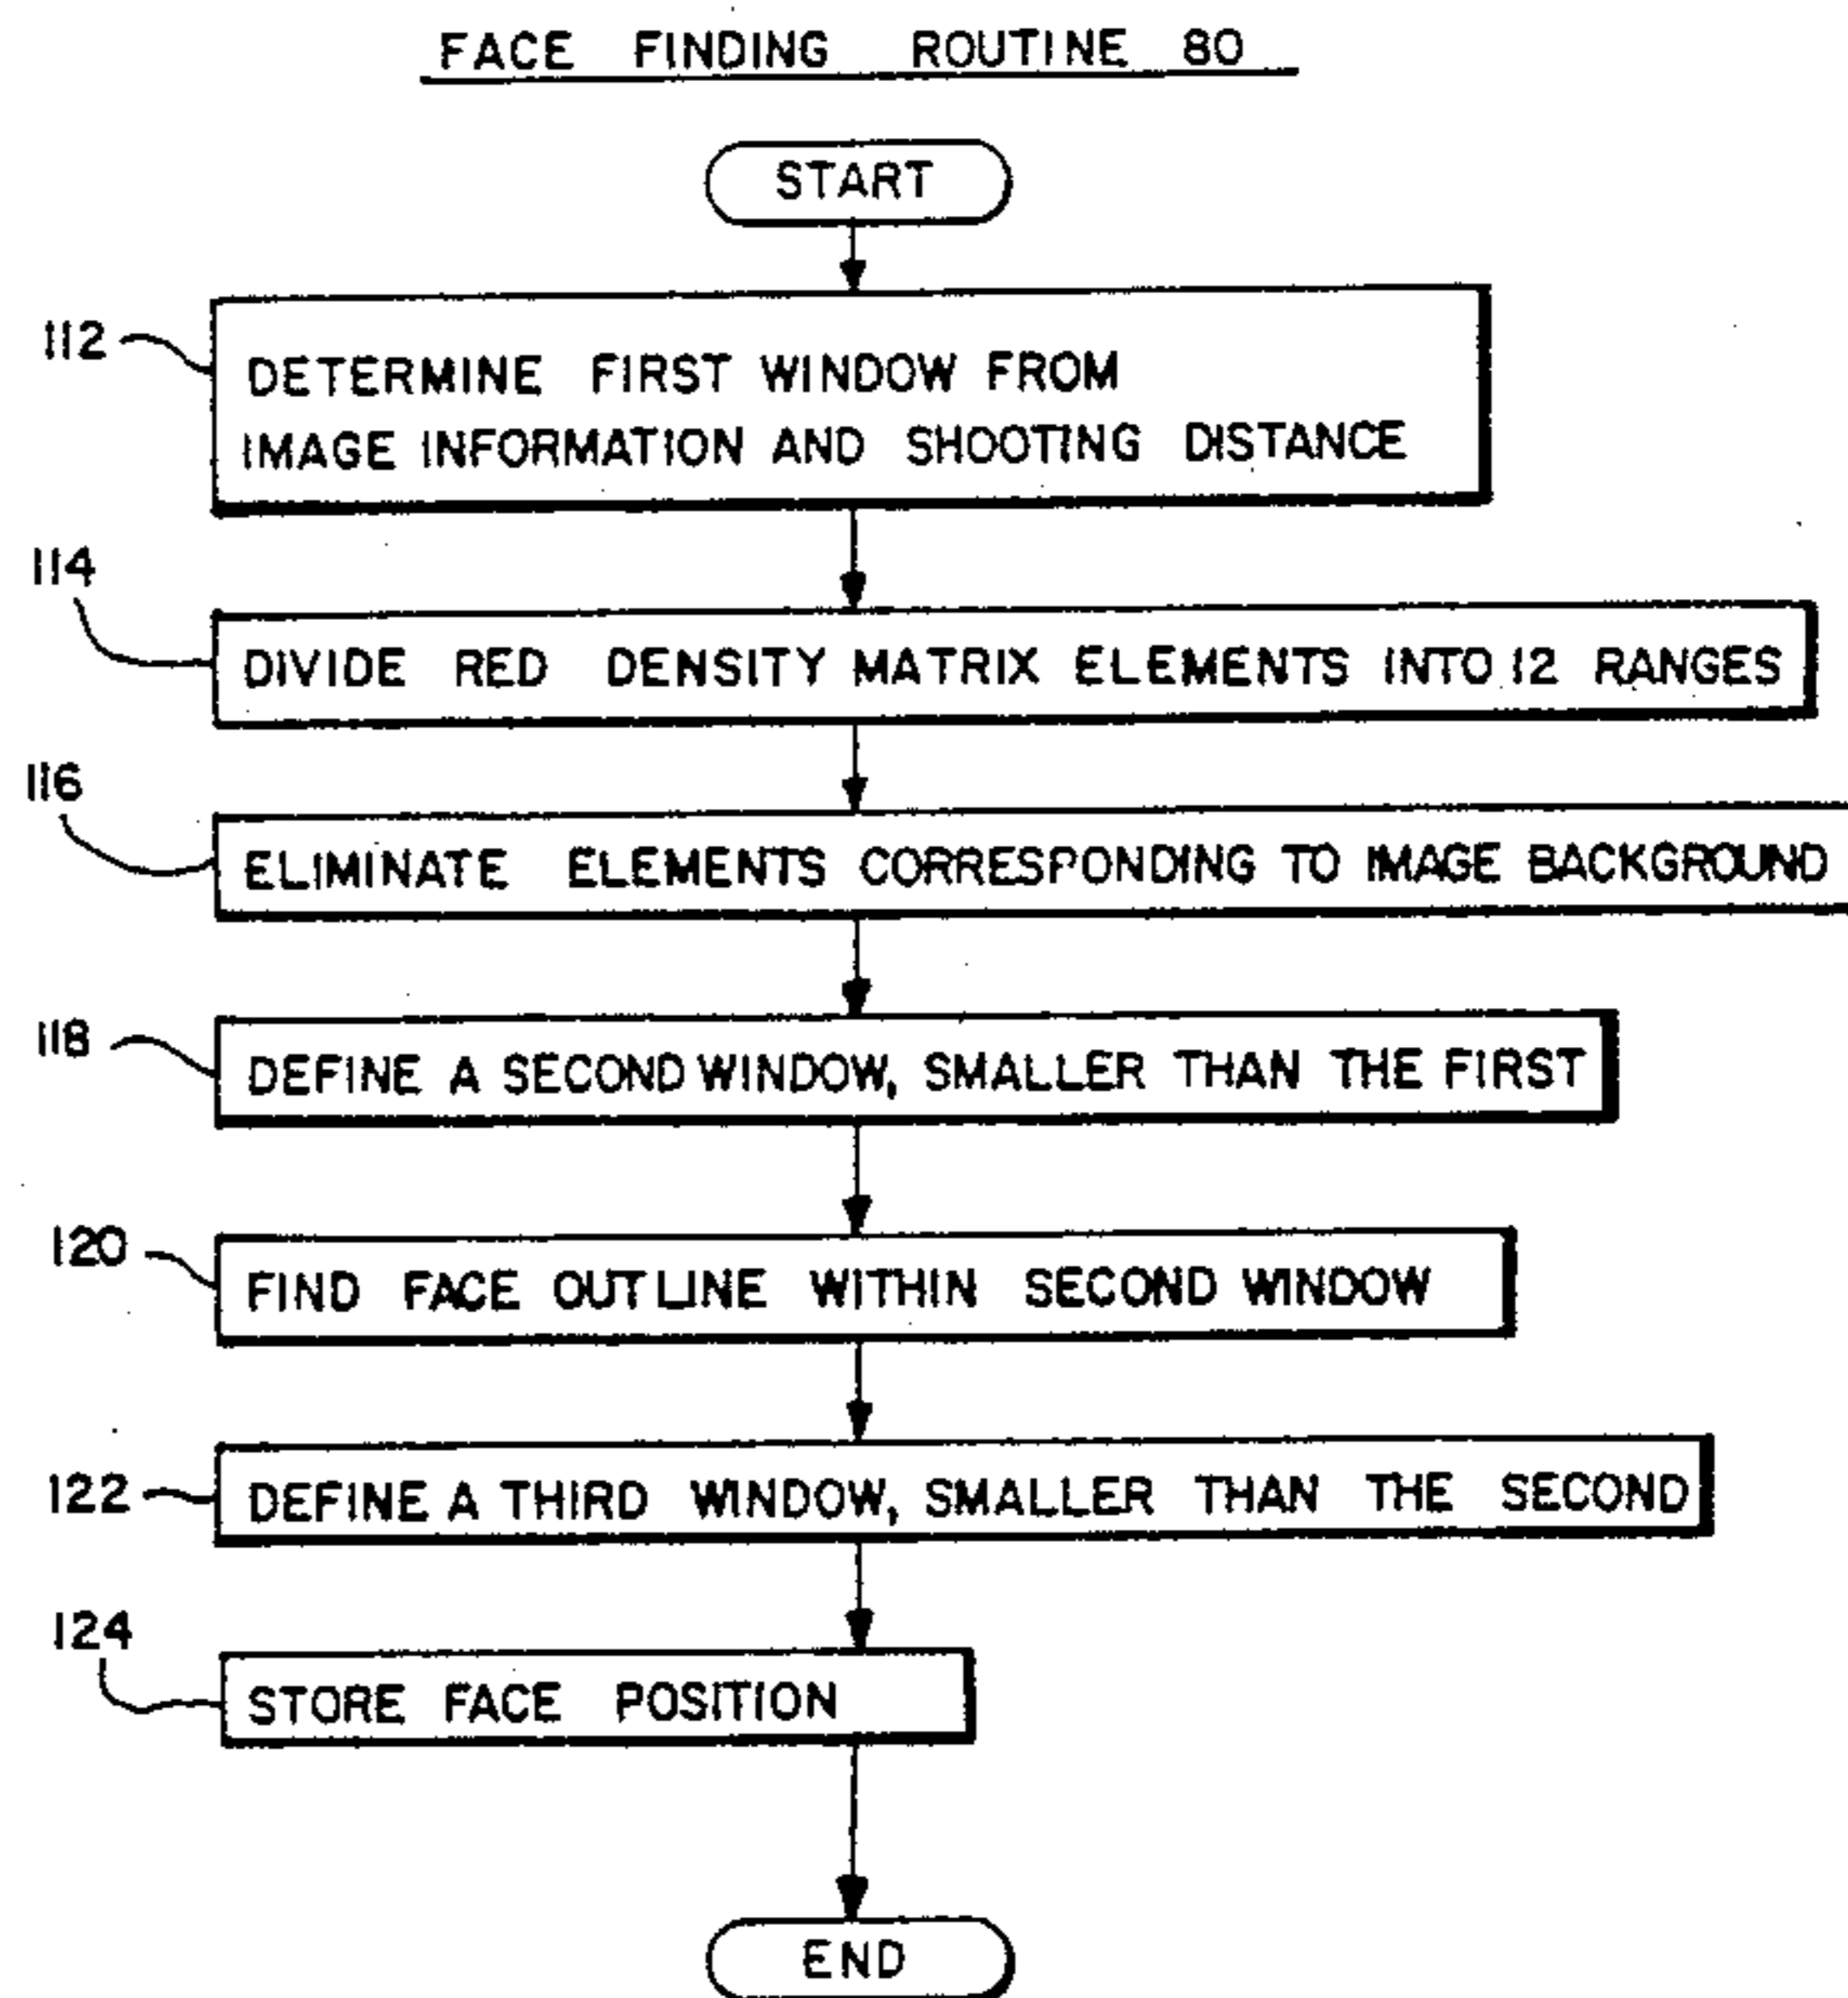 FACE FINDING ROUTINE 80
START
112
DETERMINE FIRST WINDOW FROM
IMAGE INFORMATION AND SHOOTING DISTANCE
114
DIVIDE RED DENSITY MATRIX ELEMENTS INTO 12 RANGES
116
ELIMINATE ELEMENTS CORRESPONDING TO IMAGE BACKGROUND
118
DEFINE A SECOND WINDOW, SMALLER THAN THE FIRST
120
FIND FACE OUTLINE WITHIN SECOND WINDOW
122
DEFINE A THIRD WINDOW, SMALLER THAN THE SECOND
124
STORE FACE POSITION
END